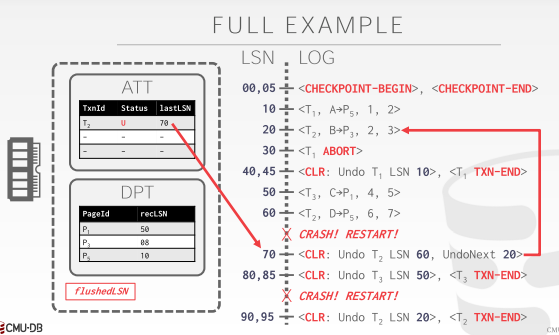 FULL EXAMPLE
LSN LOG
ATT
TxnId Status lastLSN
T₂ U 70
- - -
- - -
DPT
PageId recLSN
P₁ 50
P₃ 08
P₅ 10
flushedLSN
00,05 <CHECKPOINT-BEGIN>, <CHECKPOINT-END>
10 <T₁, A→P₅, 1, 2>
20 <T₂, B→P₃, 2, 3>
30 <T₁ ABORT>
40,45 <CLR: Undo T₁ LSN 10>, <T₁ TXN-END>
50 <T₃, C→P₁, 4, 5>
60 <T₂, D→P₅, 6, 7>
CRASH! RESTART!
70 <CLR: Undo T₂ LSN 60, UndoNext 20>
80,85 <CLR: Undo T₃ LSN 50>, <T₃ TXN-END>
CRASH! RESTART!
90,95 <CLR: Undo T₂ LSN 20>, <T₂ TXN-END>
CMU·DB
CMU